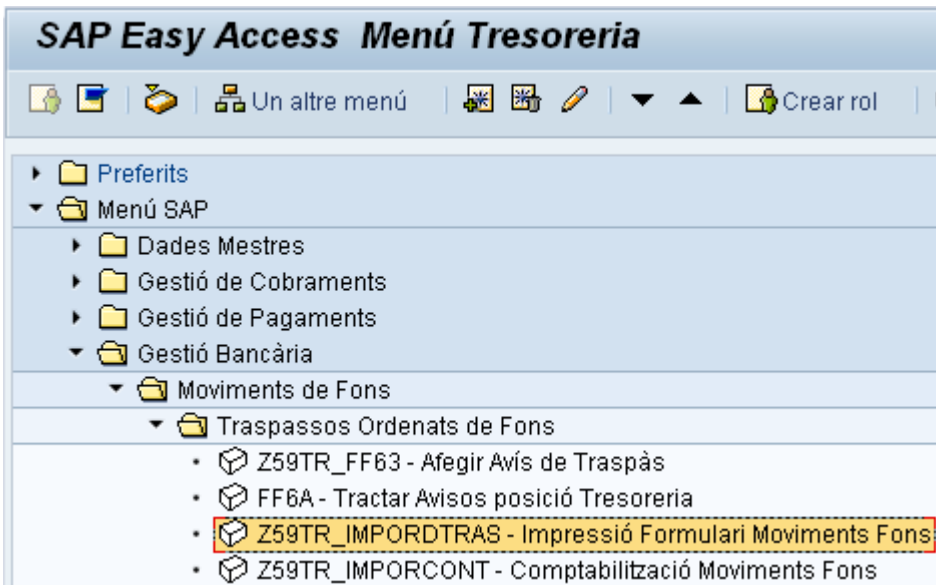 SAP Easy Access Menú Tresoreria
Un altre menú Crear rol
Preferits
Menú SAP
Dades Mestres
Gestió de Cobraments
Gestió de Pagaments
Gestió Bancària
Moviments de Fons
Traspassos Ordenats de Fons
Z59TR_FF63 - Afegir Avís de Traspàs
FF6A - Tractar Avisos posició Tresoreria
Z59TR_IMPORDTRAS - Impressió Formulari Moviments Fons
Z59TR_IMPORCONT - Comptabilització Moviments Fons